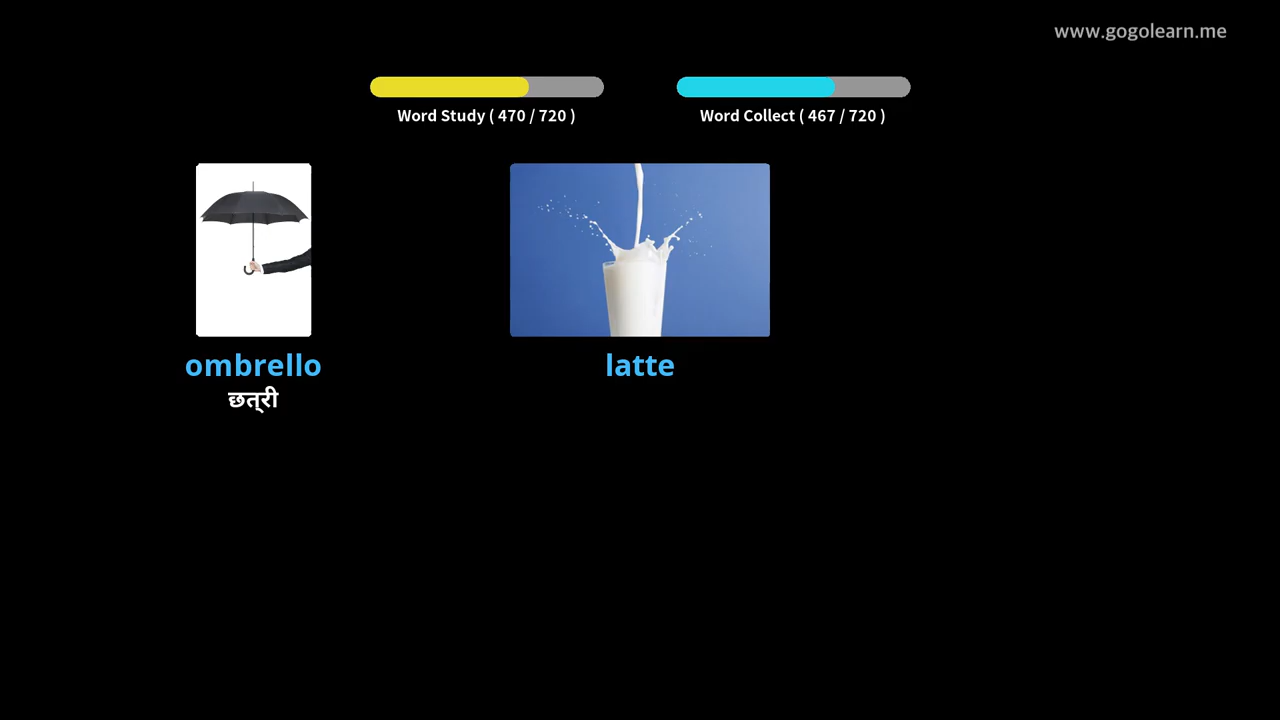 www.gogolearn.me
Word Study ( 470 / 720 )
Word Collect ( 467 / 720 )
ombrello
छत्री
latte